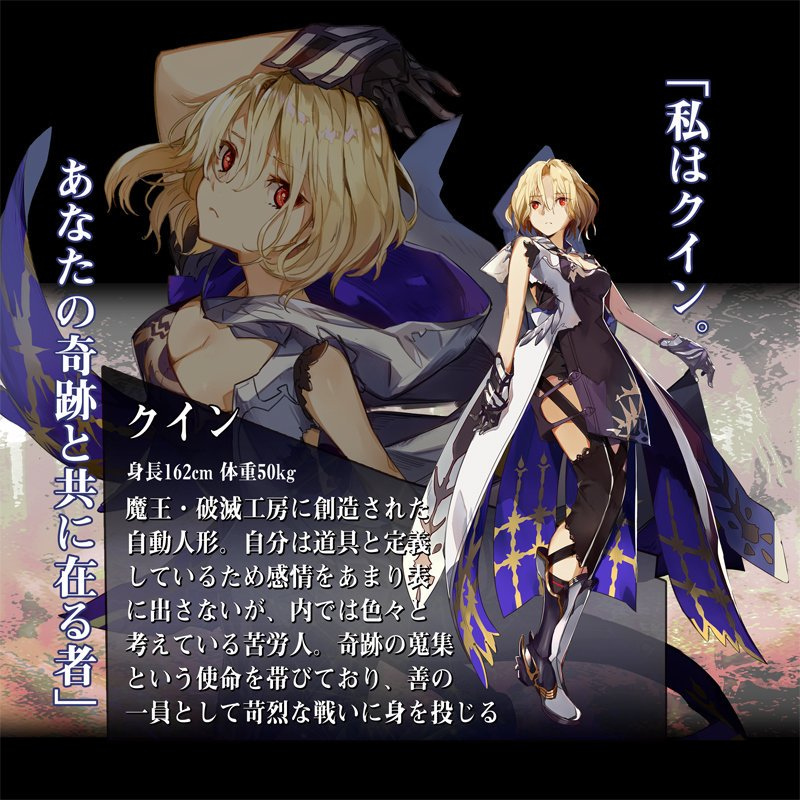 「私はクイン。
あなたの奇跡と共に在る者」
クイン
身長162cm 体重50kg
魔王・破滅工房に創造された
自動人形。自分は道具と定義
しているため感情をあまり表
に出さないが、内では色々と
考えている苦労人。奇跡の蒐集
という使命を帯びており、善の
一員として苛烈な戦いに身を投じる